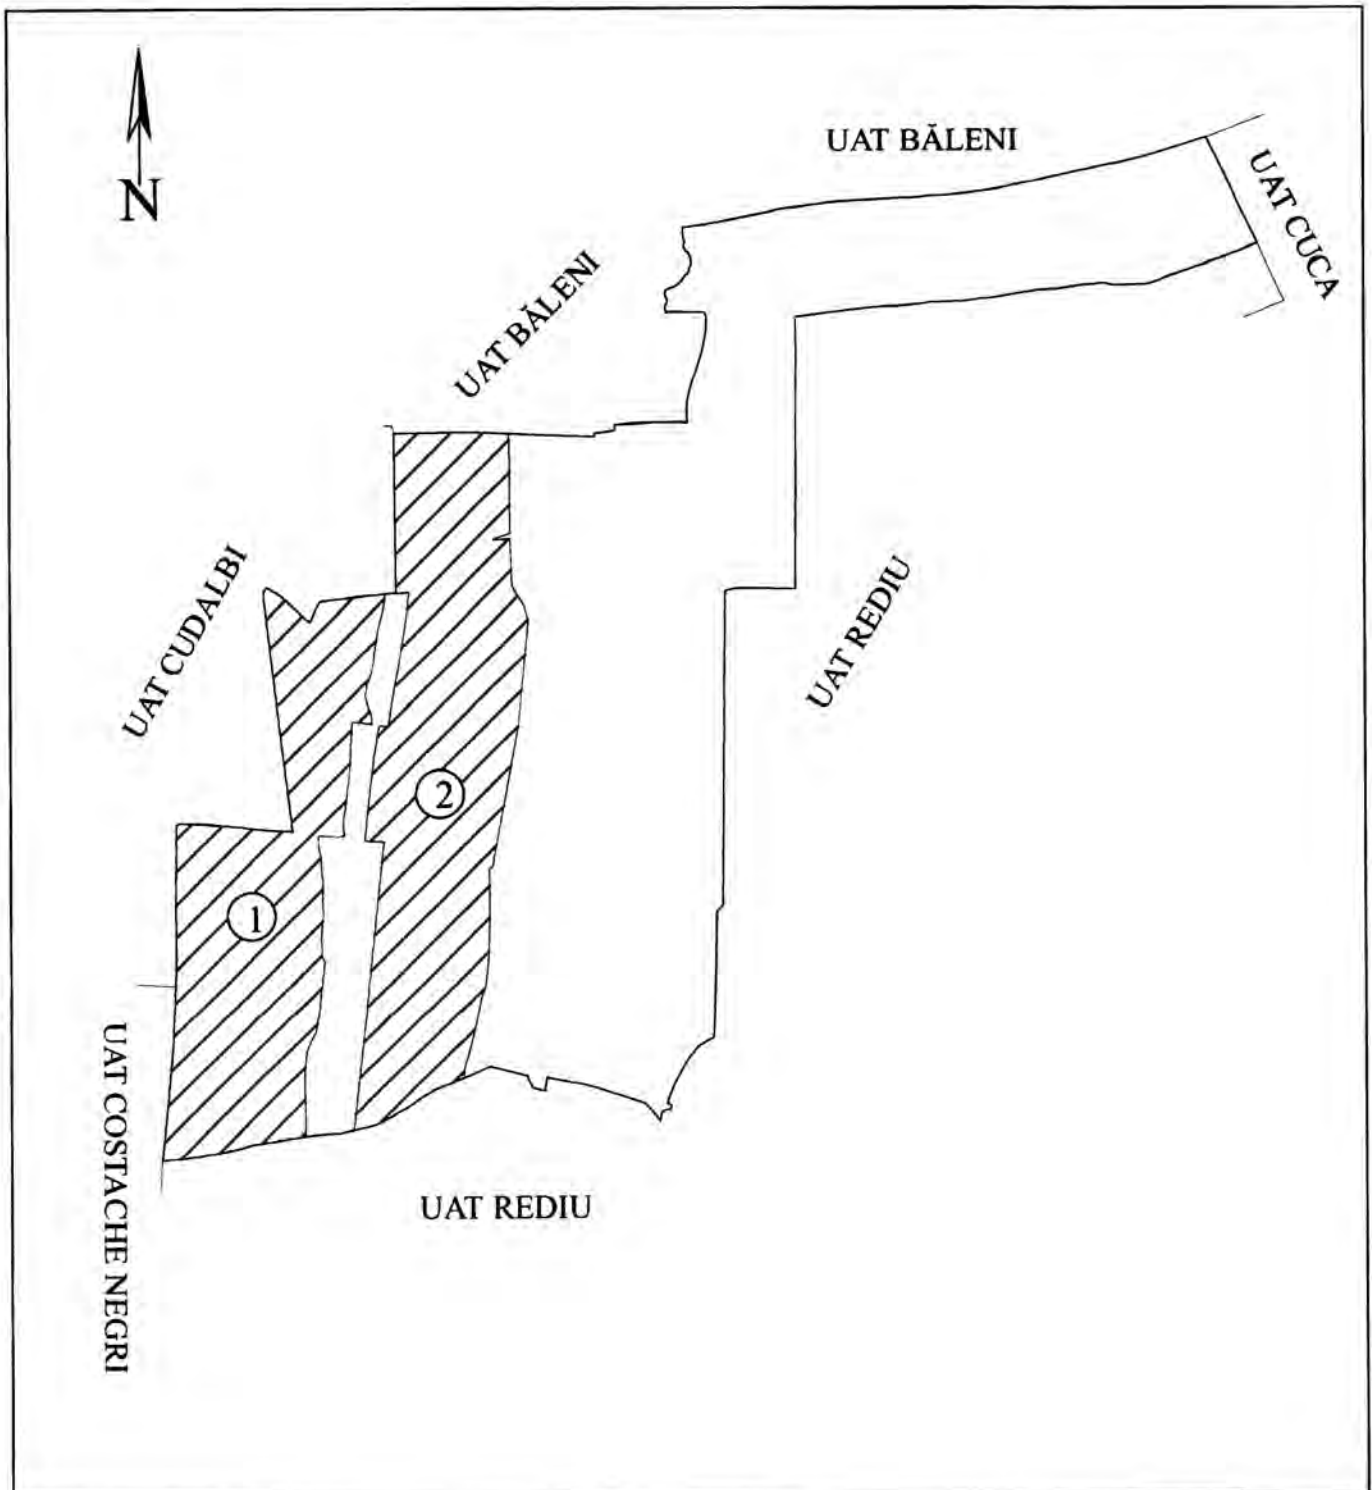 N
UAT BĂLENI
UAT CUCA
UAT BĂLENI
UAT CUDALBI
UAT REDIU
2
1
UAT COSTACHE NEGRI
UAT REDIU